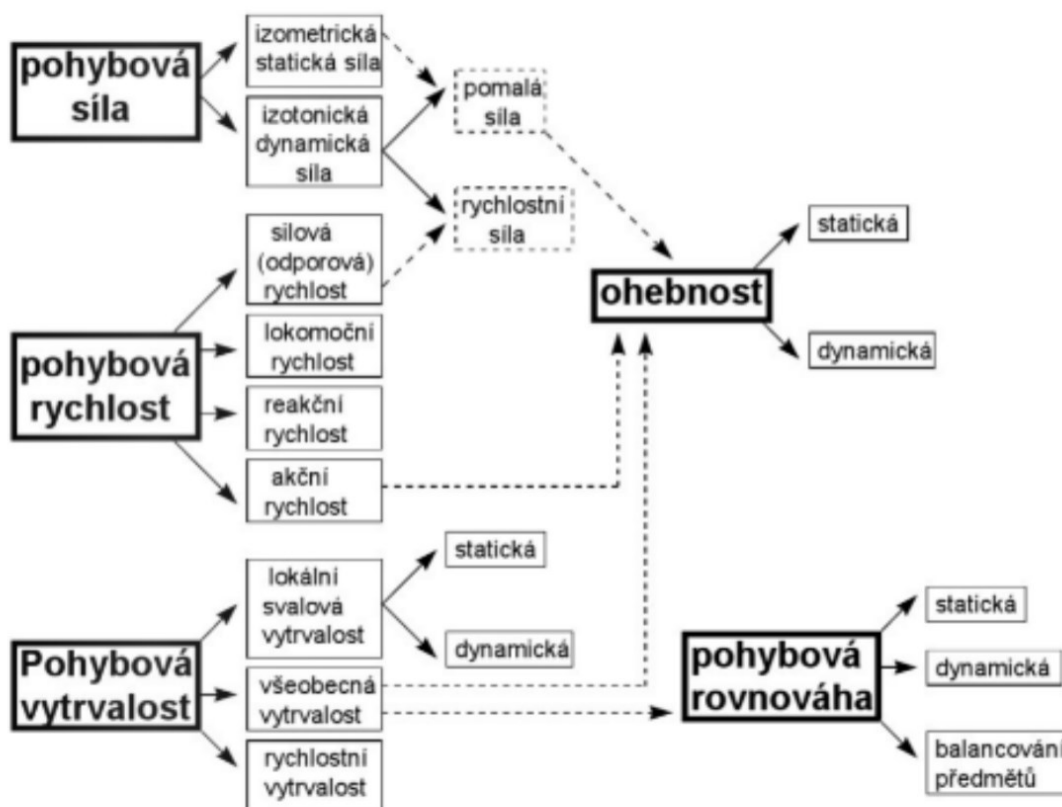 pohybová
síla
izometrická
statická síla
izotonická
dynamická
síla
pomalá
síla
rychlostní
síla
pohybová
rychlost
silová
(odporová)
rychlost
lokomoční
rychlost
reakční
rychlost
akční
rychlost
ohebnost
statická
dynamická
Pohybová
vytrvalost
lokální
svalová
vytrvalost
statická
dynamická
všeobecná
vytrvalost
rychlostní
vytrvalost
pohybová
rovnováha
statická
dynamická
balancování
předmětů